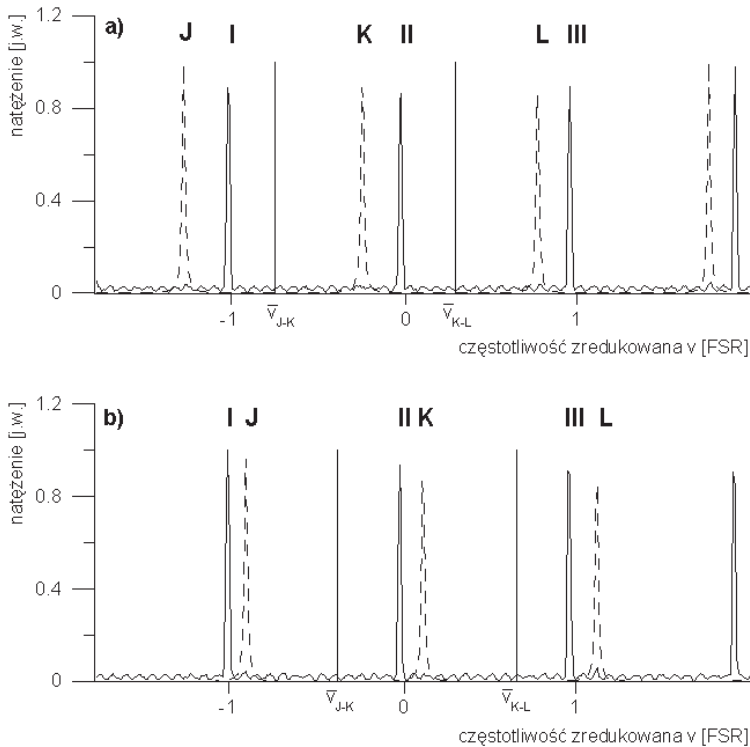 a)
J I K II L III
natężenie [j.w.]
1.2
0.8
0.4
0
-1 v̅J-K 0 v̅K-L 1
częstotliwość zredukowana v [FSR]
b)
I J II K III L
natężenie [j.w.]
1.2
0.8
0.4
0
-1 v̅J-K 0 v̅K-L 1
częstotliwość zredukowana v [FSR]